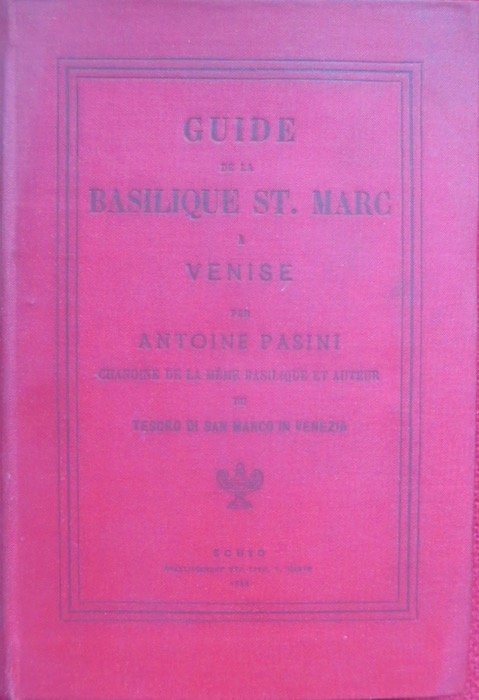 GUIDE
DE LA
BASILIQUE ST. MARC
À
VENISE
PAR
ANTOINE PASINI
CHANOINE DE LA MÊME BASILIQUE ET AUTEUR
DU
TESORO DI SAN MARCO IN VENEZIA
SCHIO